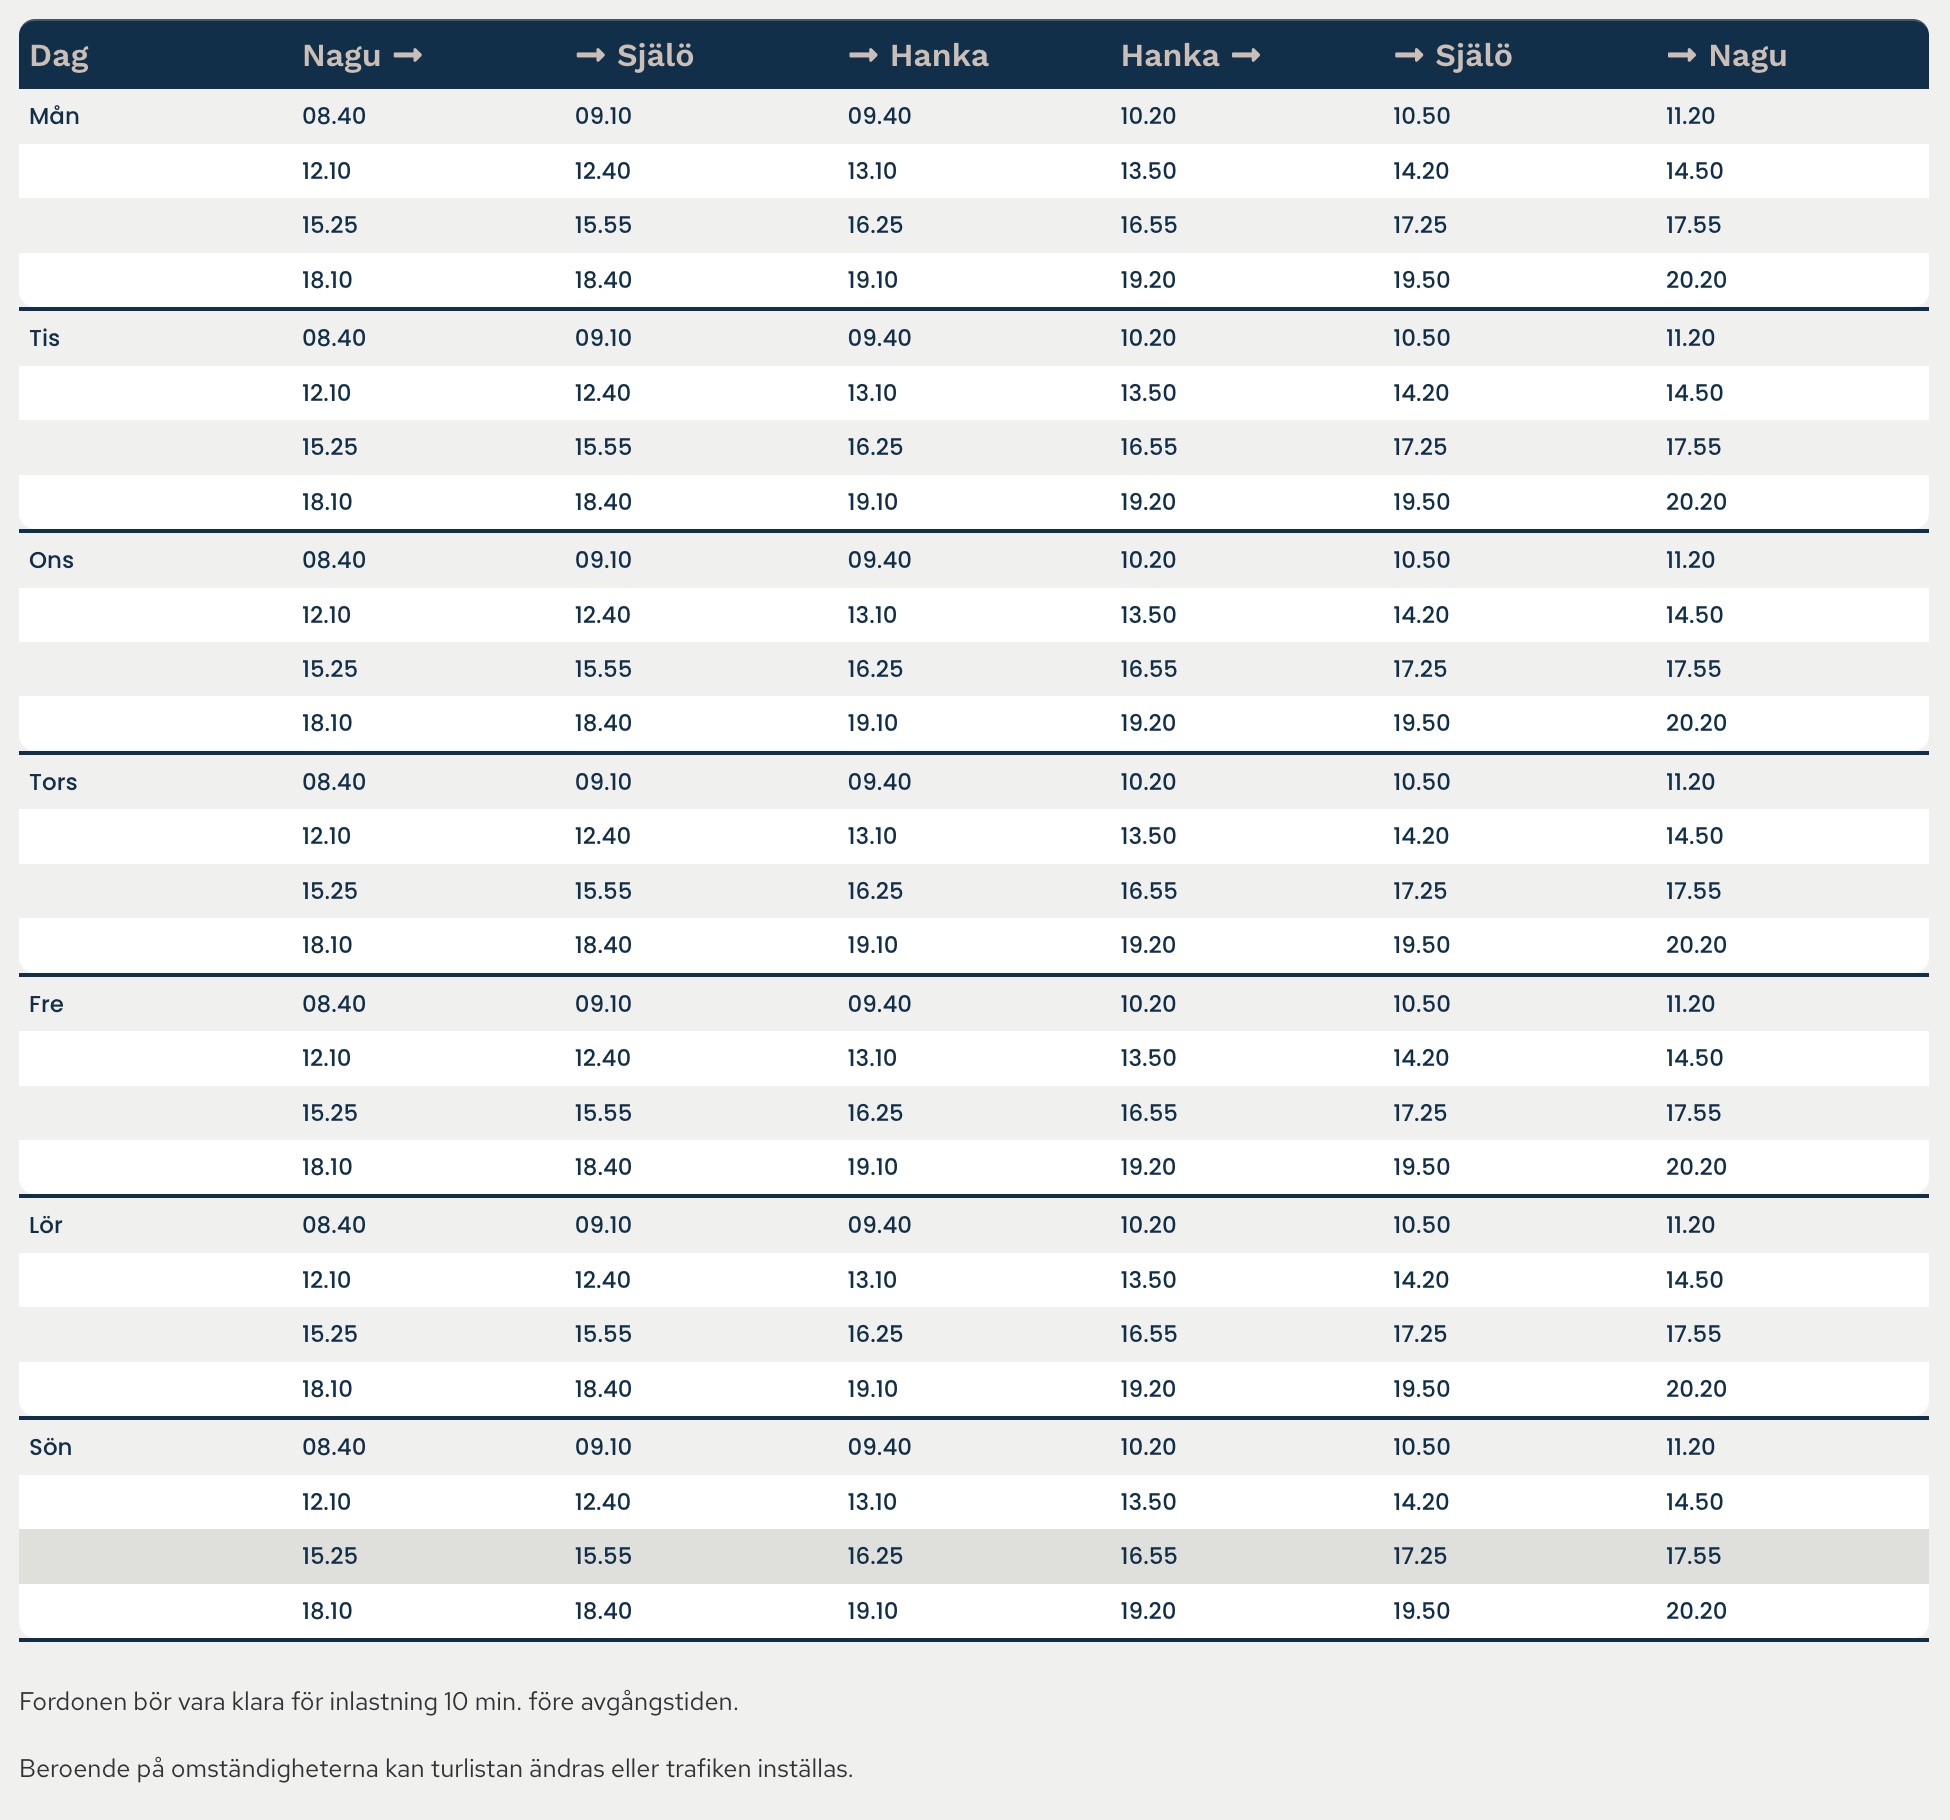 Dag Nagu → → Själö → Hanka Hanka → → Själö → Nagu
Mån 08.40 09.10 09.40 10.20 10.50 11.20
12.10 12.40 13.10 13.50 14.20 14.50
15.25 15.55 16.25 16.55 17.25 17.55
18.10 18.40 19.10 19.20 19.50 20.20
Tis 08.40 09.10 09.40 10.20 10.50 11.20
12.10 12.40 13.10 13.50 14.20 14.50
15.25 15.55 16.25 16.55 17.25 17.55
18.10 18.40 19.10 19.20 19.50 20.20
Ons 08.40 09.10 09.40 10.20 10.50 11.20
12.10 12.40 13.10 13.50 14.20 14.50
15.25 15.55 16.25 16.55 17.25 17.55
18.10 18.40 19.10 19.20 19.50 20.20
Tors 08.40 09.10 09.40 10.20 10.50 11.20
12.10 12.40 13.10 13.50 14.20 14.50
15.25 15.55 16.25 16.55 17.25 17.55
18.10 18.40 19.10 19.20 19.50 20.20
Fre 08.40 09.10 09.40 10.20 10.50 11.20
12.10 12.40 13.10 13.50 14.20 14.50
15.25 15.55 16.25 16.55 17.25 17.55
18.10 18.40 19.10 19.20 19.50 20.20
Lör 08.40 09.10 09.40 10.20 10.50 11.20
12.10 12.40 13.10 13.50 14.20 14.50
15.25 15.55 16.25 16.55 17.25 17.55
18.10 18.40 19.10 19.20 19.50 20.20
Sön 08.40 09.10 09.40 10.20 10.50 11.20
12.10 12.40 13.10 13.50 14.20 14.50
15.25 15.55 16.25 16.55 17.25 17.55
18.10 18.40 19.10 19.20 19.50 20.20
Fordonen bör vara klara för inlastning 10 min. före avgångstiden.
Beroende på omständigheterna kan turlistan ändras eller trafiken inställas.